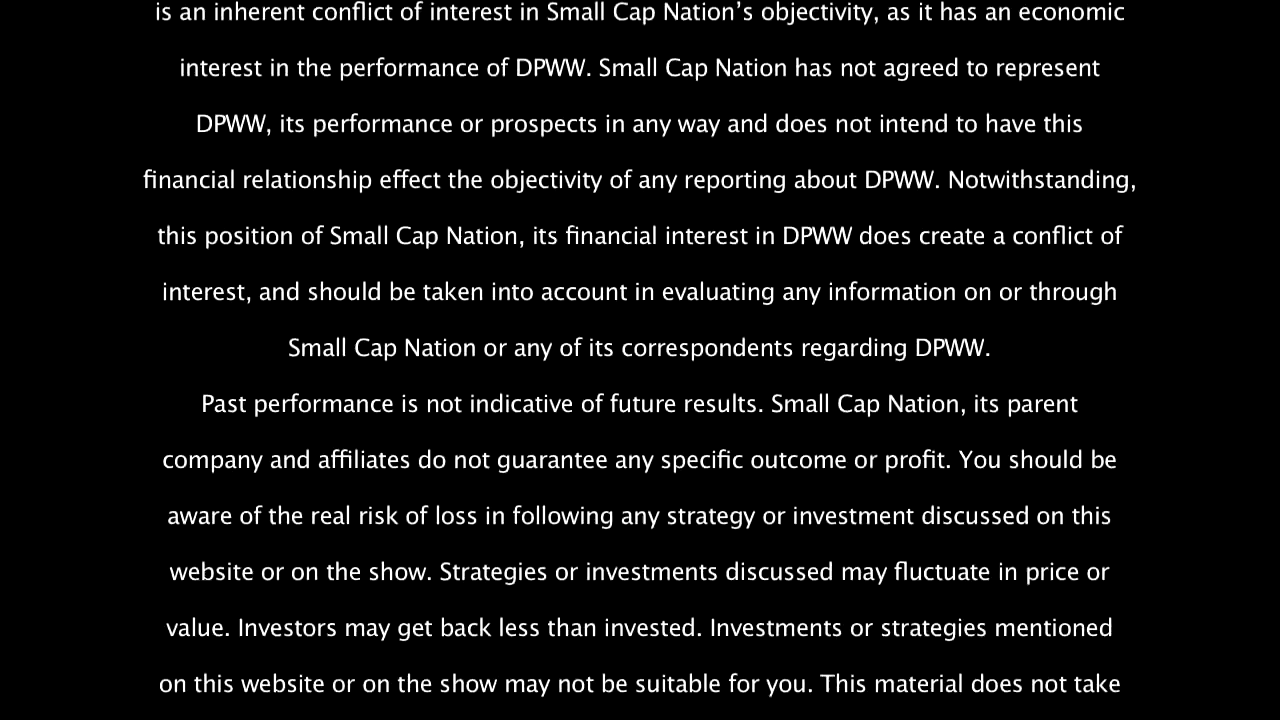 is an inherent conflict of interest in Small Cap Nation’s objectivity, as it has an economic
interest in the performance of DPWW. Small Cap Nation has not agreed to represent
DPWW, its performance or prospects in any way and does not intend to have this
financial relationship effect the objectivity of any reporting about DPWW. Notwithstanding,
this position of Small Cap Nation, its financial interest in DPWW does create a conflict of
interest, and should be taken into account in evaluating any information on or through
Small Cap Nation or any of its correspondents regarding DPWW.
Past performance is not indicative of future results. Small Cap Nation, its parent
company and affiliates do not guarantee any specific outcome or profit. You should be
aware of the real risk of loss in following any strategy or investment discussed on this
website or on the show. Strategies or investments discussed may fluctuate in price or
value. Investors may get back less than invested. Investments or strategies mentioned
on this website or on the show may not be suitable for you. This material does not take